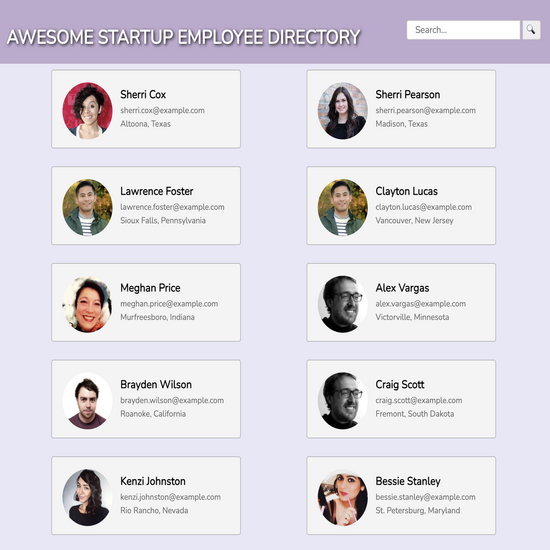 AWESOME STARTUP EMPLOYEE DIRECTORY
Search...
Sherri Cox
sherri.cox@example.com
Altoona, Texas
Sherri Pearson
sherri.pearson@example.com
Madison, Texas
Lawrence Foster
lawrence.foster@example.com
Sioux Falls, Pennsylvania
Clayton Lucas
clayton.lucas@example.com
Vancouver, New Jersey
Meghan Price
meghan.price@example.com
Murfreesboro, Indiana
Alex Vargas
alex.vargas@example.com
Victorville, Minnesota
Brayden Wilson
brayden.wilson@example.com
Roanoke, California
Craig Scott
craig.scott@example.com
Fremont, South Dakota
Kenzi Johnston
kenzi.johnston@example.com
Rio Rancho, Nevada
Bessie Stanley
bessie.stanley@example.com
St. Petersburg, Maryland